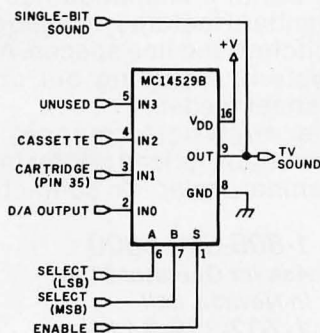 SINGLE-BIT
SOUND
+V
MC14529B
UNUSED 5 IN3
VDD 16
CASSETTE 4 IN2
OUT 9 TV
SOUND
CARTRIDGE 3 IN1
(PIN 35)
GND 8
D/A OUTPUT 2 IN0
A B S
6 7 1
SELECT
(LSB)
SELECT
(MSB)
ENABLE